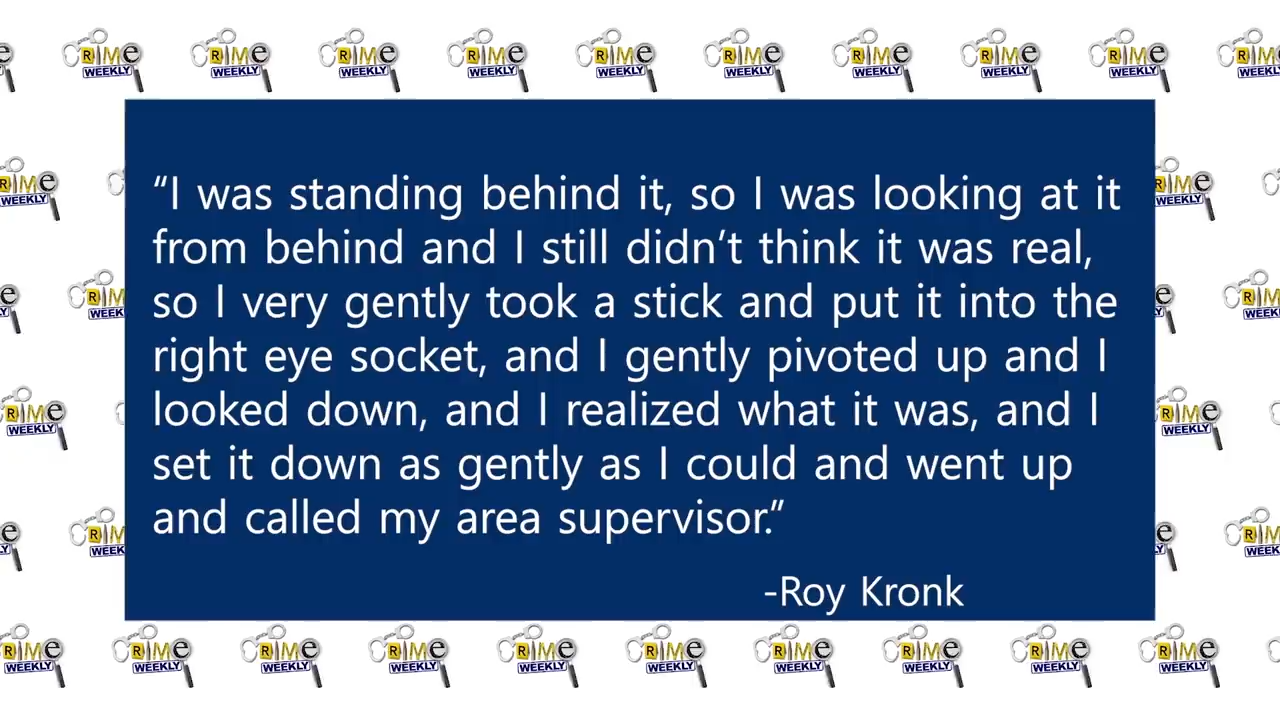 “I was standing behind it, so I was looking at it
from behind and I still didn’t think it was real,
so I very gently took a stick and put it into the
right eye socket, and I gently pivoted up and I
looked down, and I realized what it was, and I
set it down as gently as I could and went up
and called my area supervisor.”
-Roy Kronk
CRIME
WEEKLY